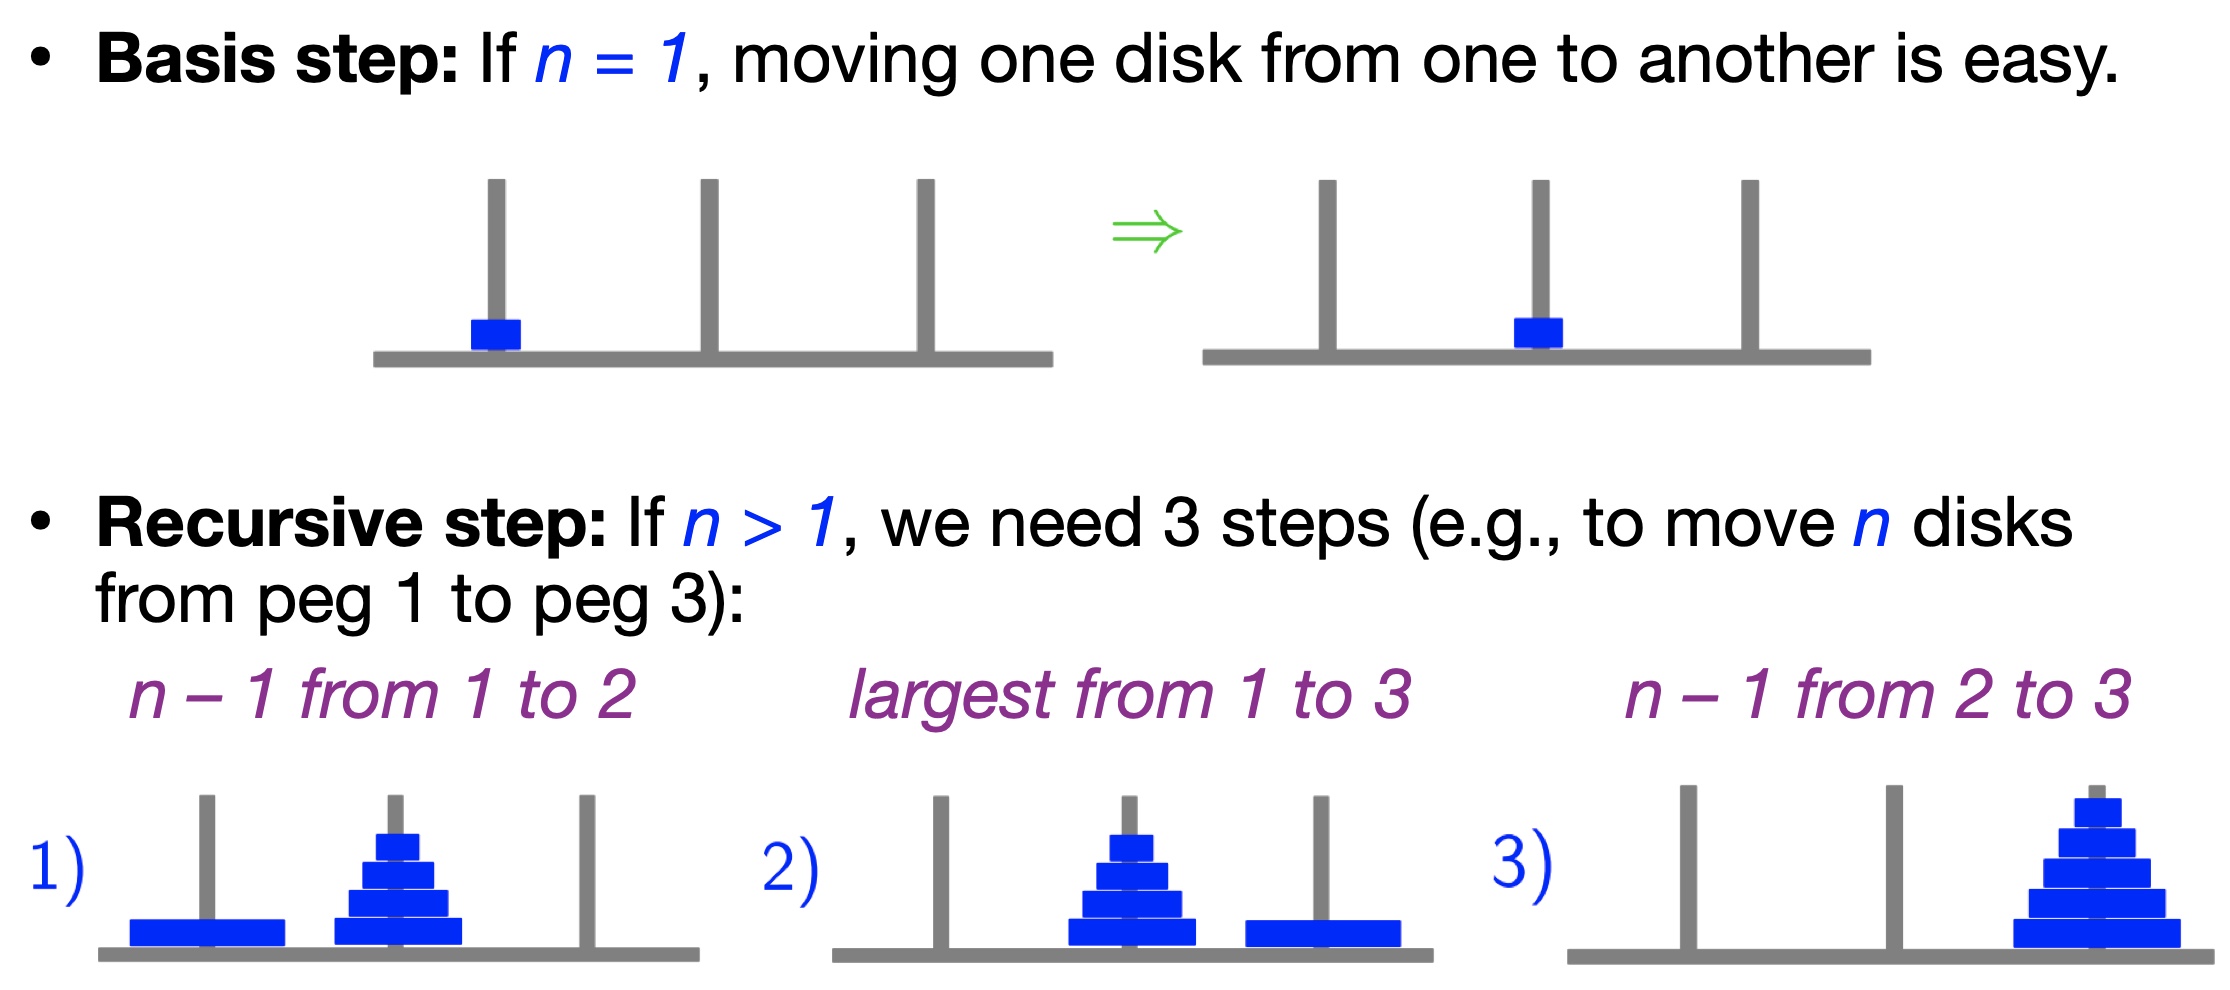 • Basis step: If n = 1, moving one disk from one to another is easy.
⇒
• Recursive step: If n > 1, we need 3 steps (e.g., to move n disks
from peg 1 to peg 3):
n – 1 from 1 to 2 largest from 1 to 3 n – 1 from 2 to 3
1) 2) 3)